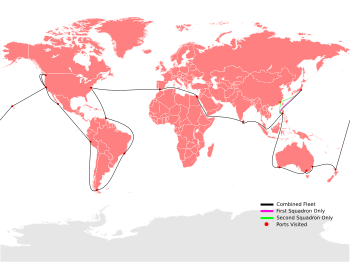 Combined Fleet
First Squadron Only
Second Squadron Only
Ports Visited